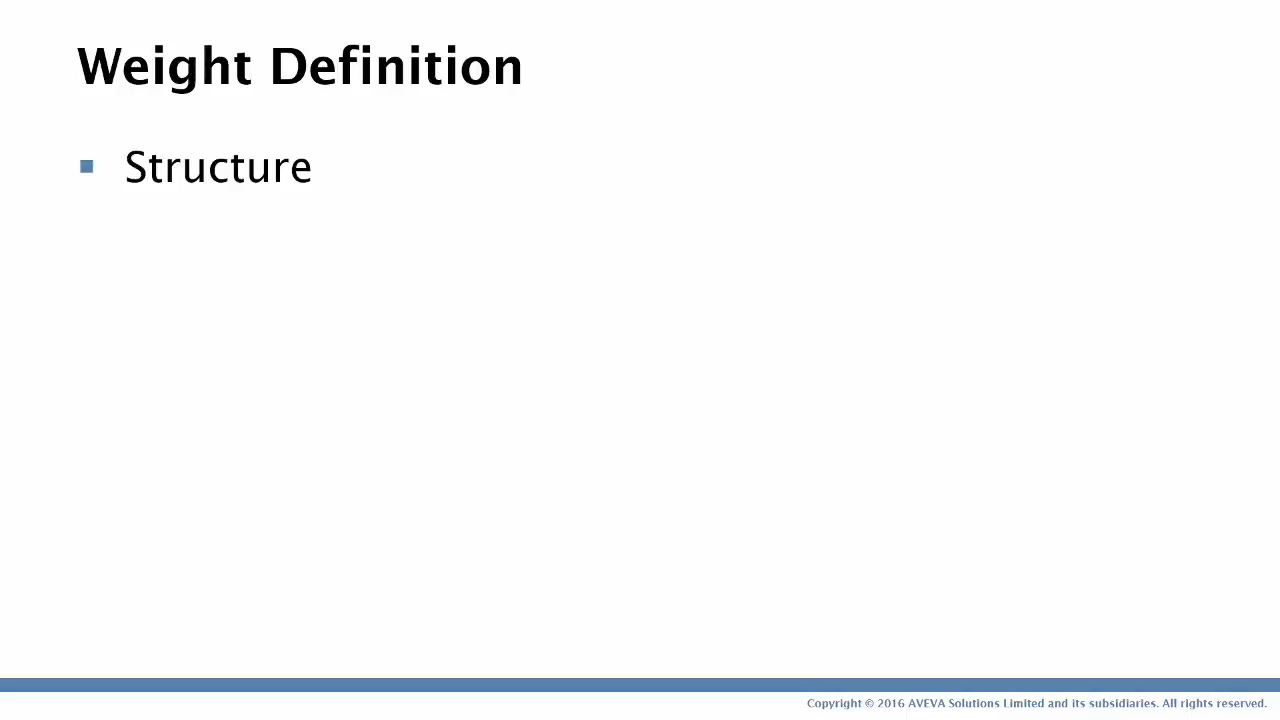 Weight Definition
Structure
Copyright © 2016 AVEVA Solutions Limited and its subsidiaries. All rights reserved.